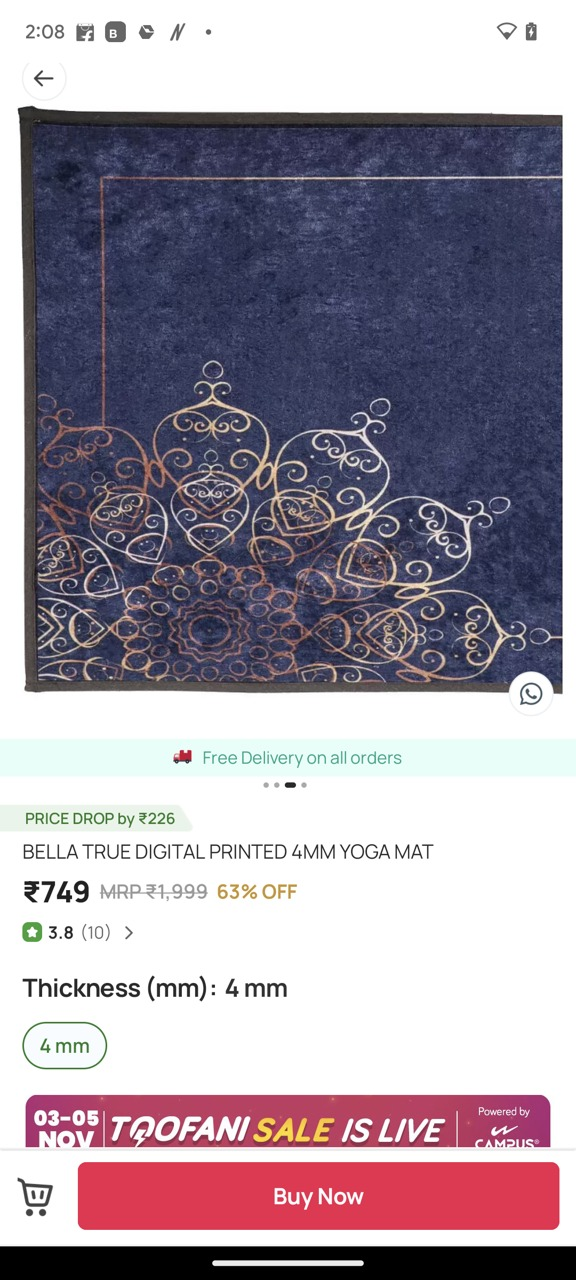 2:08
B
Free Delivery on all orders
PRICE DROP by ₹226
BELLA TRUE DIGITAL PRINTED 4MM YOGA MAT
₹749 MRP ₹1,999 63% OFF
3.8 (10)
Thickness (mm): 4 mm
4 mm
03-05
NOV
TOOFANI SALE IS LIVE
Powered by
CAMPUS®
Buy Now